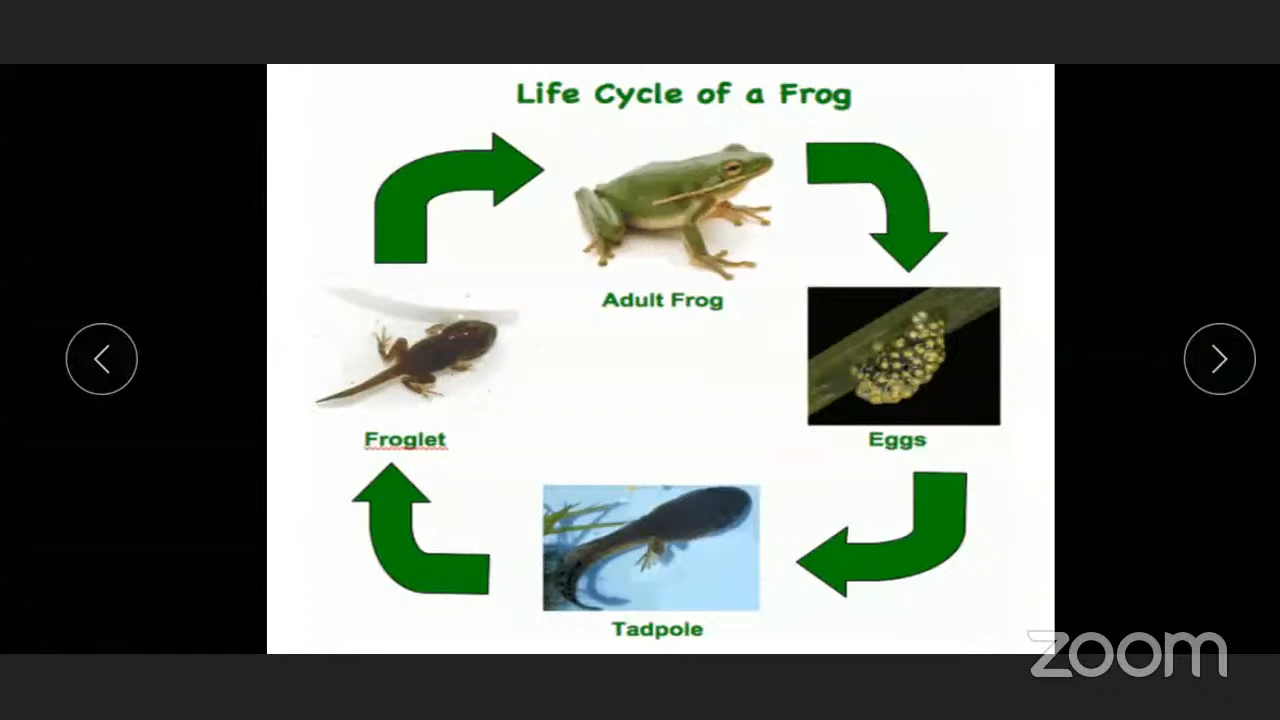 Life Cycle of a Frog
Adult Frog
Froglet
Eggs
Tadpole
zoom